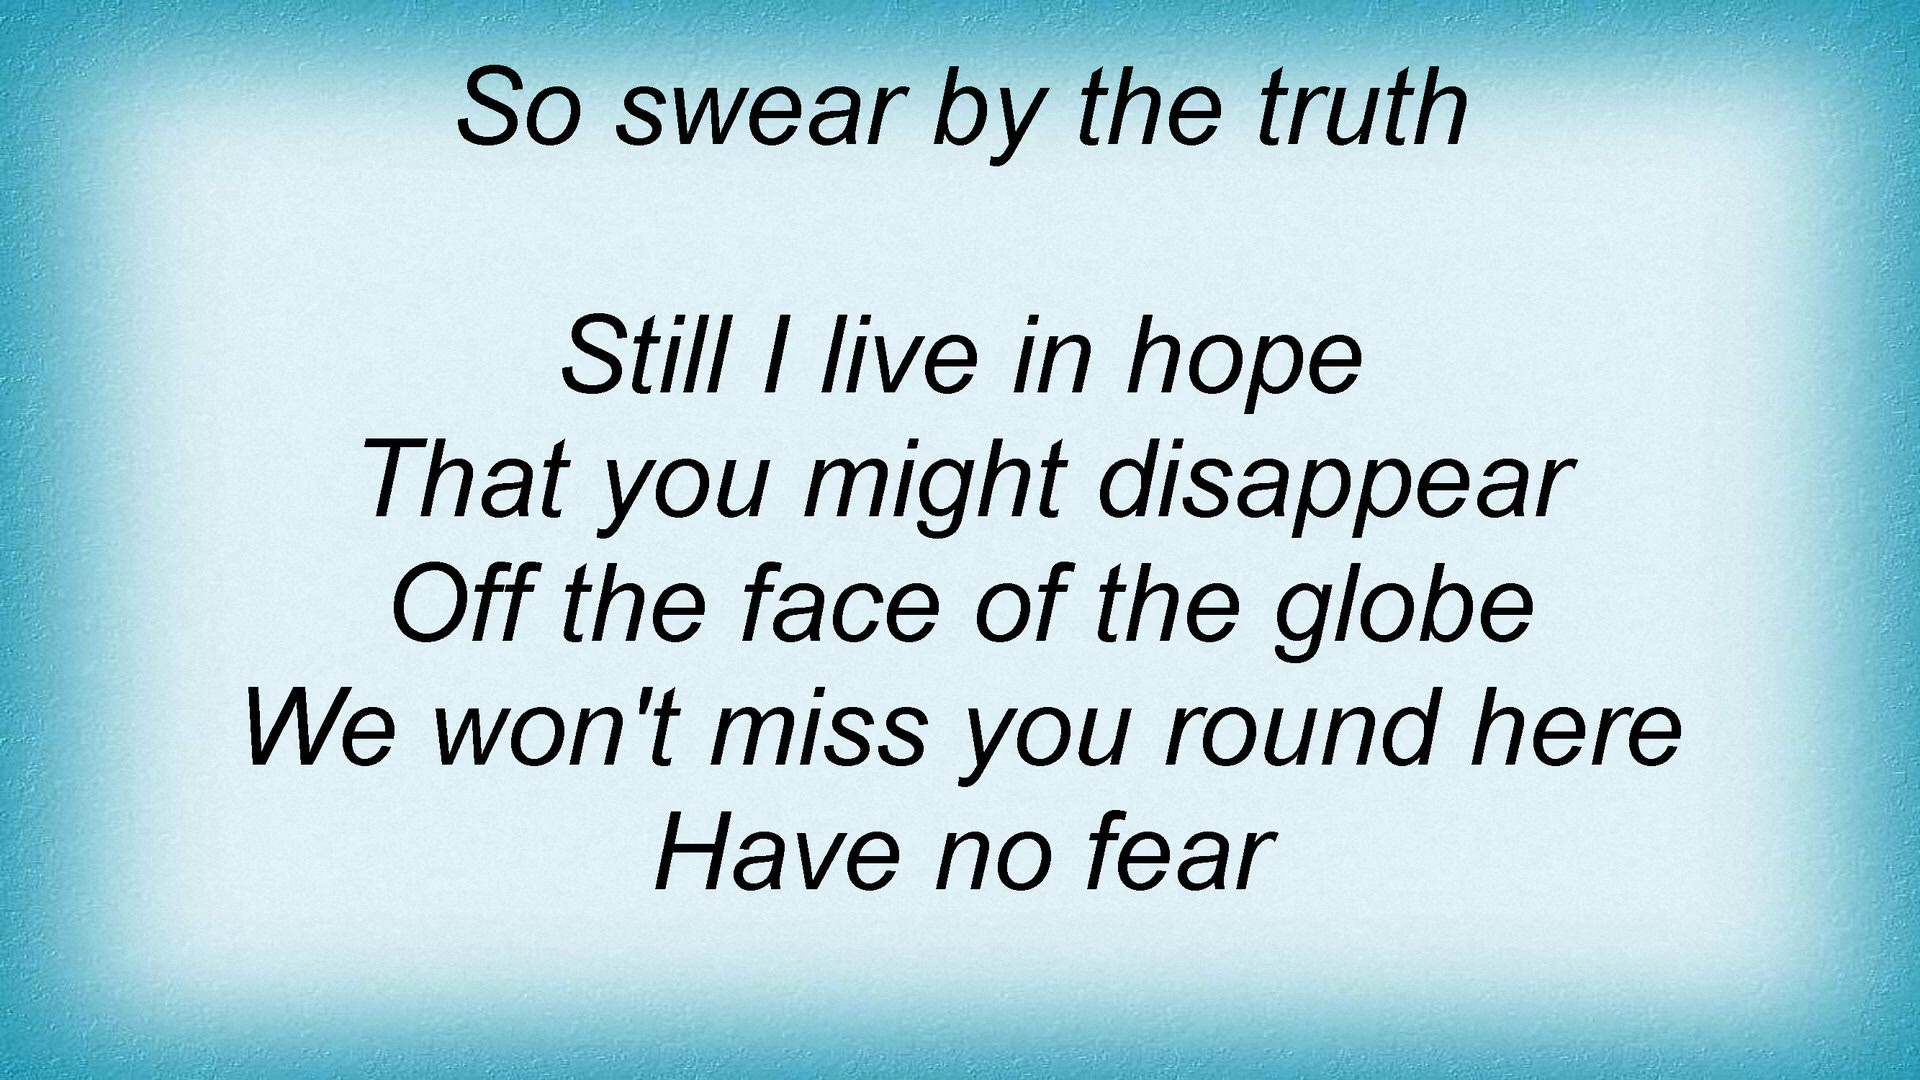 So swear by the truth
Still I live in hope
That you might disappear
Off the face of the globe
We won't miss you round here
Have no fear